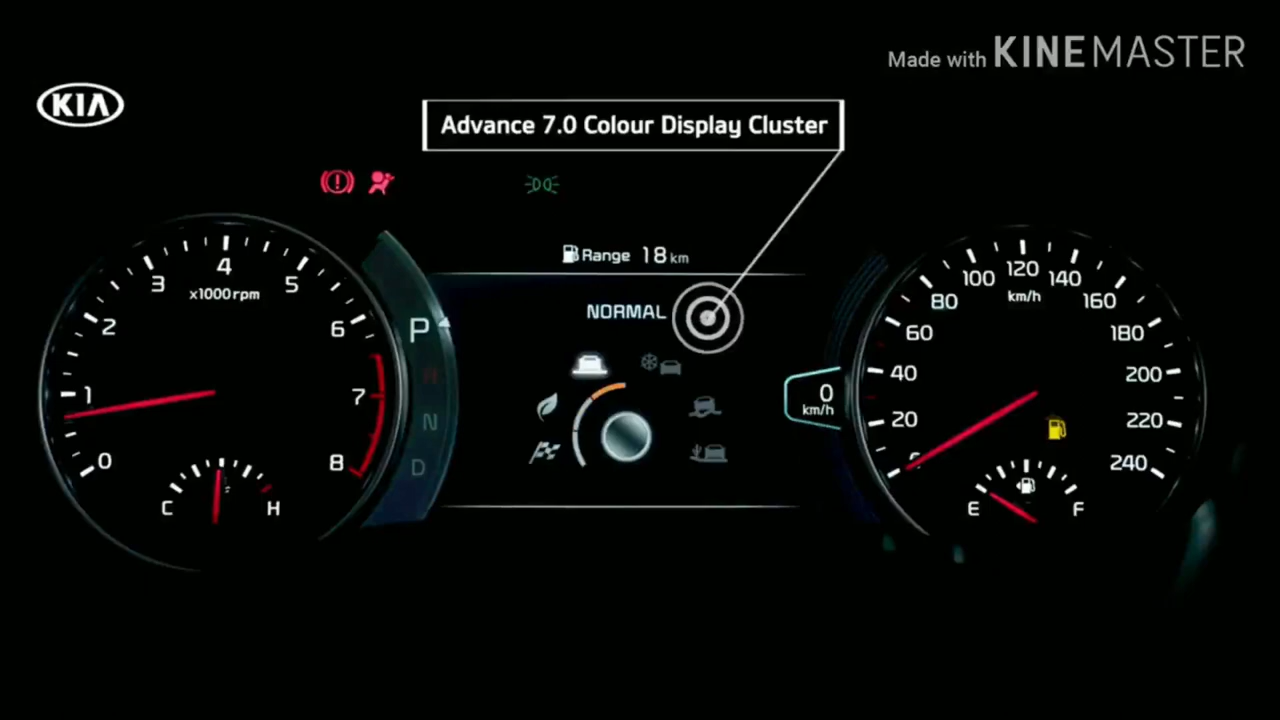 Made with KINEMASTER
KIA
Advance 7.0 Colour Display Cluster
Range 18 km
NORMAL
0 1 2 3 4 5 6 7 8
x1000rpm
C H
P
R
N
D
0
km/h
0 20 40 60 80 100 120 140 160 180 200 220 240
km/h
E F